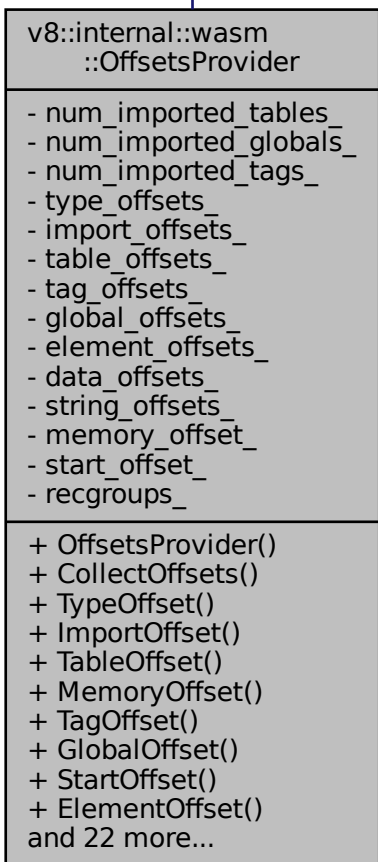 v8::internal::wasm
::OffsetsProvider
- num_imported_tables_
- num_imported_globals_
- num_imported_tags_
- type_offsets_
- import_offsets_
- table_offsets_
- tag_offsets_
- global_offsets_
- element_offsets_
- data_offsets_
- string_offsets_
- memory_offset_
- start_offset_
- recgroups_
+ OffsetsProvider()
+ CollectOffsets()
+ TypeOffset()
+ ImportOffset()
+ TableOffset()
+ MemoryOffset()
+ TagOffset()
+ GlobalOffset()
+ StartOffset()
+ ElementOffset()
and 22 more...